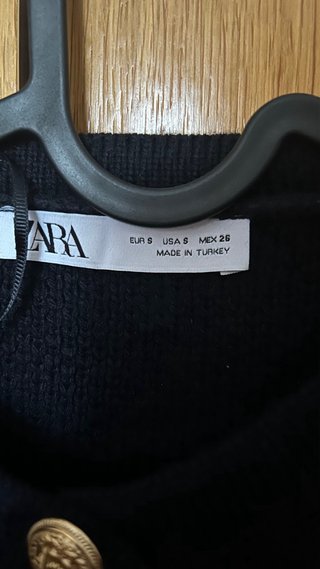 ZARA
EUR S USA S MEX 26
MADE IN TURKEY